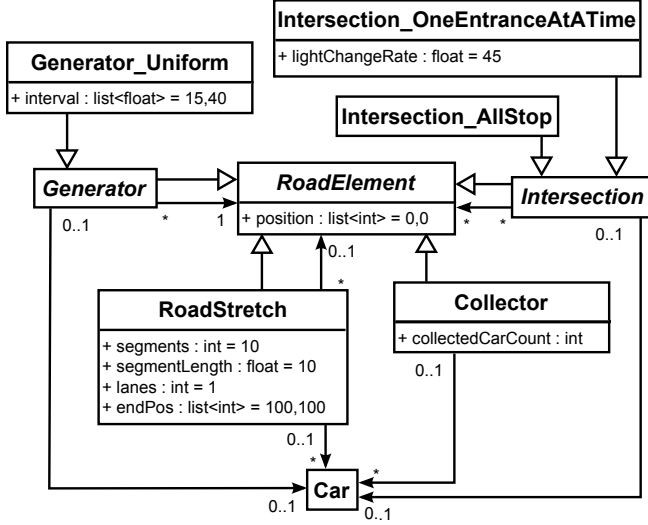 Intersection_OneEntranceAtATime
+ lightChangeRate : float = 45
Generator_Uniform
+ interval : list<float> = 15,40
Intersection_AllStop
Generator
RoadElement
+ position : list<int> = 0,0
Intersection
0..1
*
1
*
*
0..1
0..1
*
RoadStretch
+ segments : int = 10
+ segmentLength : float = 10
+ lanes : int = 1
+ endPos : list<int> = 100,100
Collector
+ collectedCarCount : int
0..1
0..1
*
*
Car
0..1
0..1